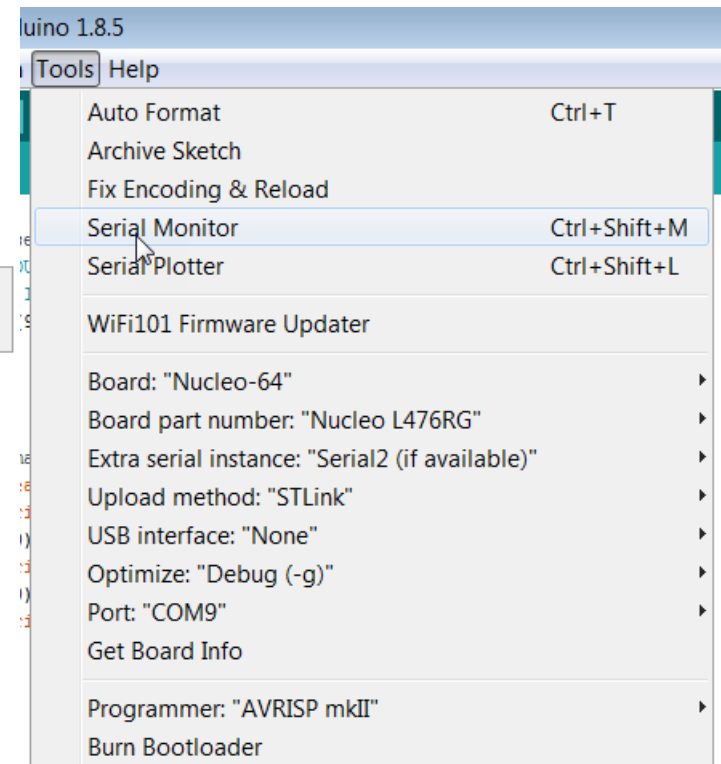 uino 1.8.5
Tools Help
Auto Format Ctrl+T
Archive Sketch
Fix Encoding & Reload
Serial Monitor Ctrl+Shift+M
Serial Plotter Ctrl+Shift+L
WiFi101 Firmware Updater
Board: "Nucleo-64"
Board part number: "Nucleo L476RG"
Extra serial instance: "Serial2 (if available)"
Upload method: "STLink"
USB interface: "None"
Optimize: "Debug (-g)"
Port: "COM9"
Get Board Info
Programmer: "AVRISP mkII"
Burn Bootloader